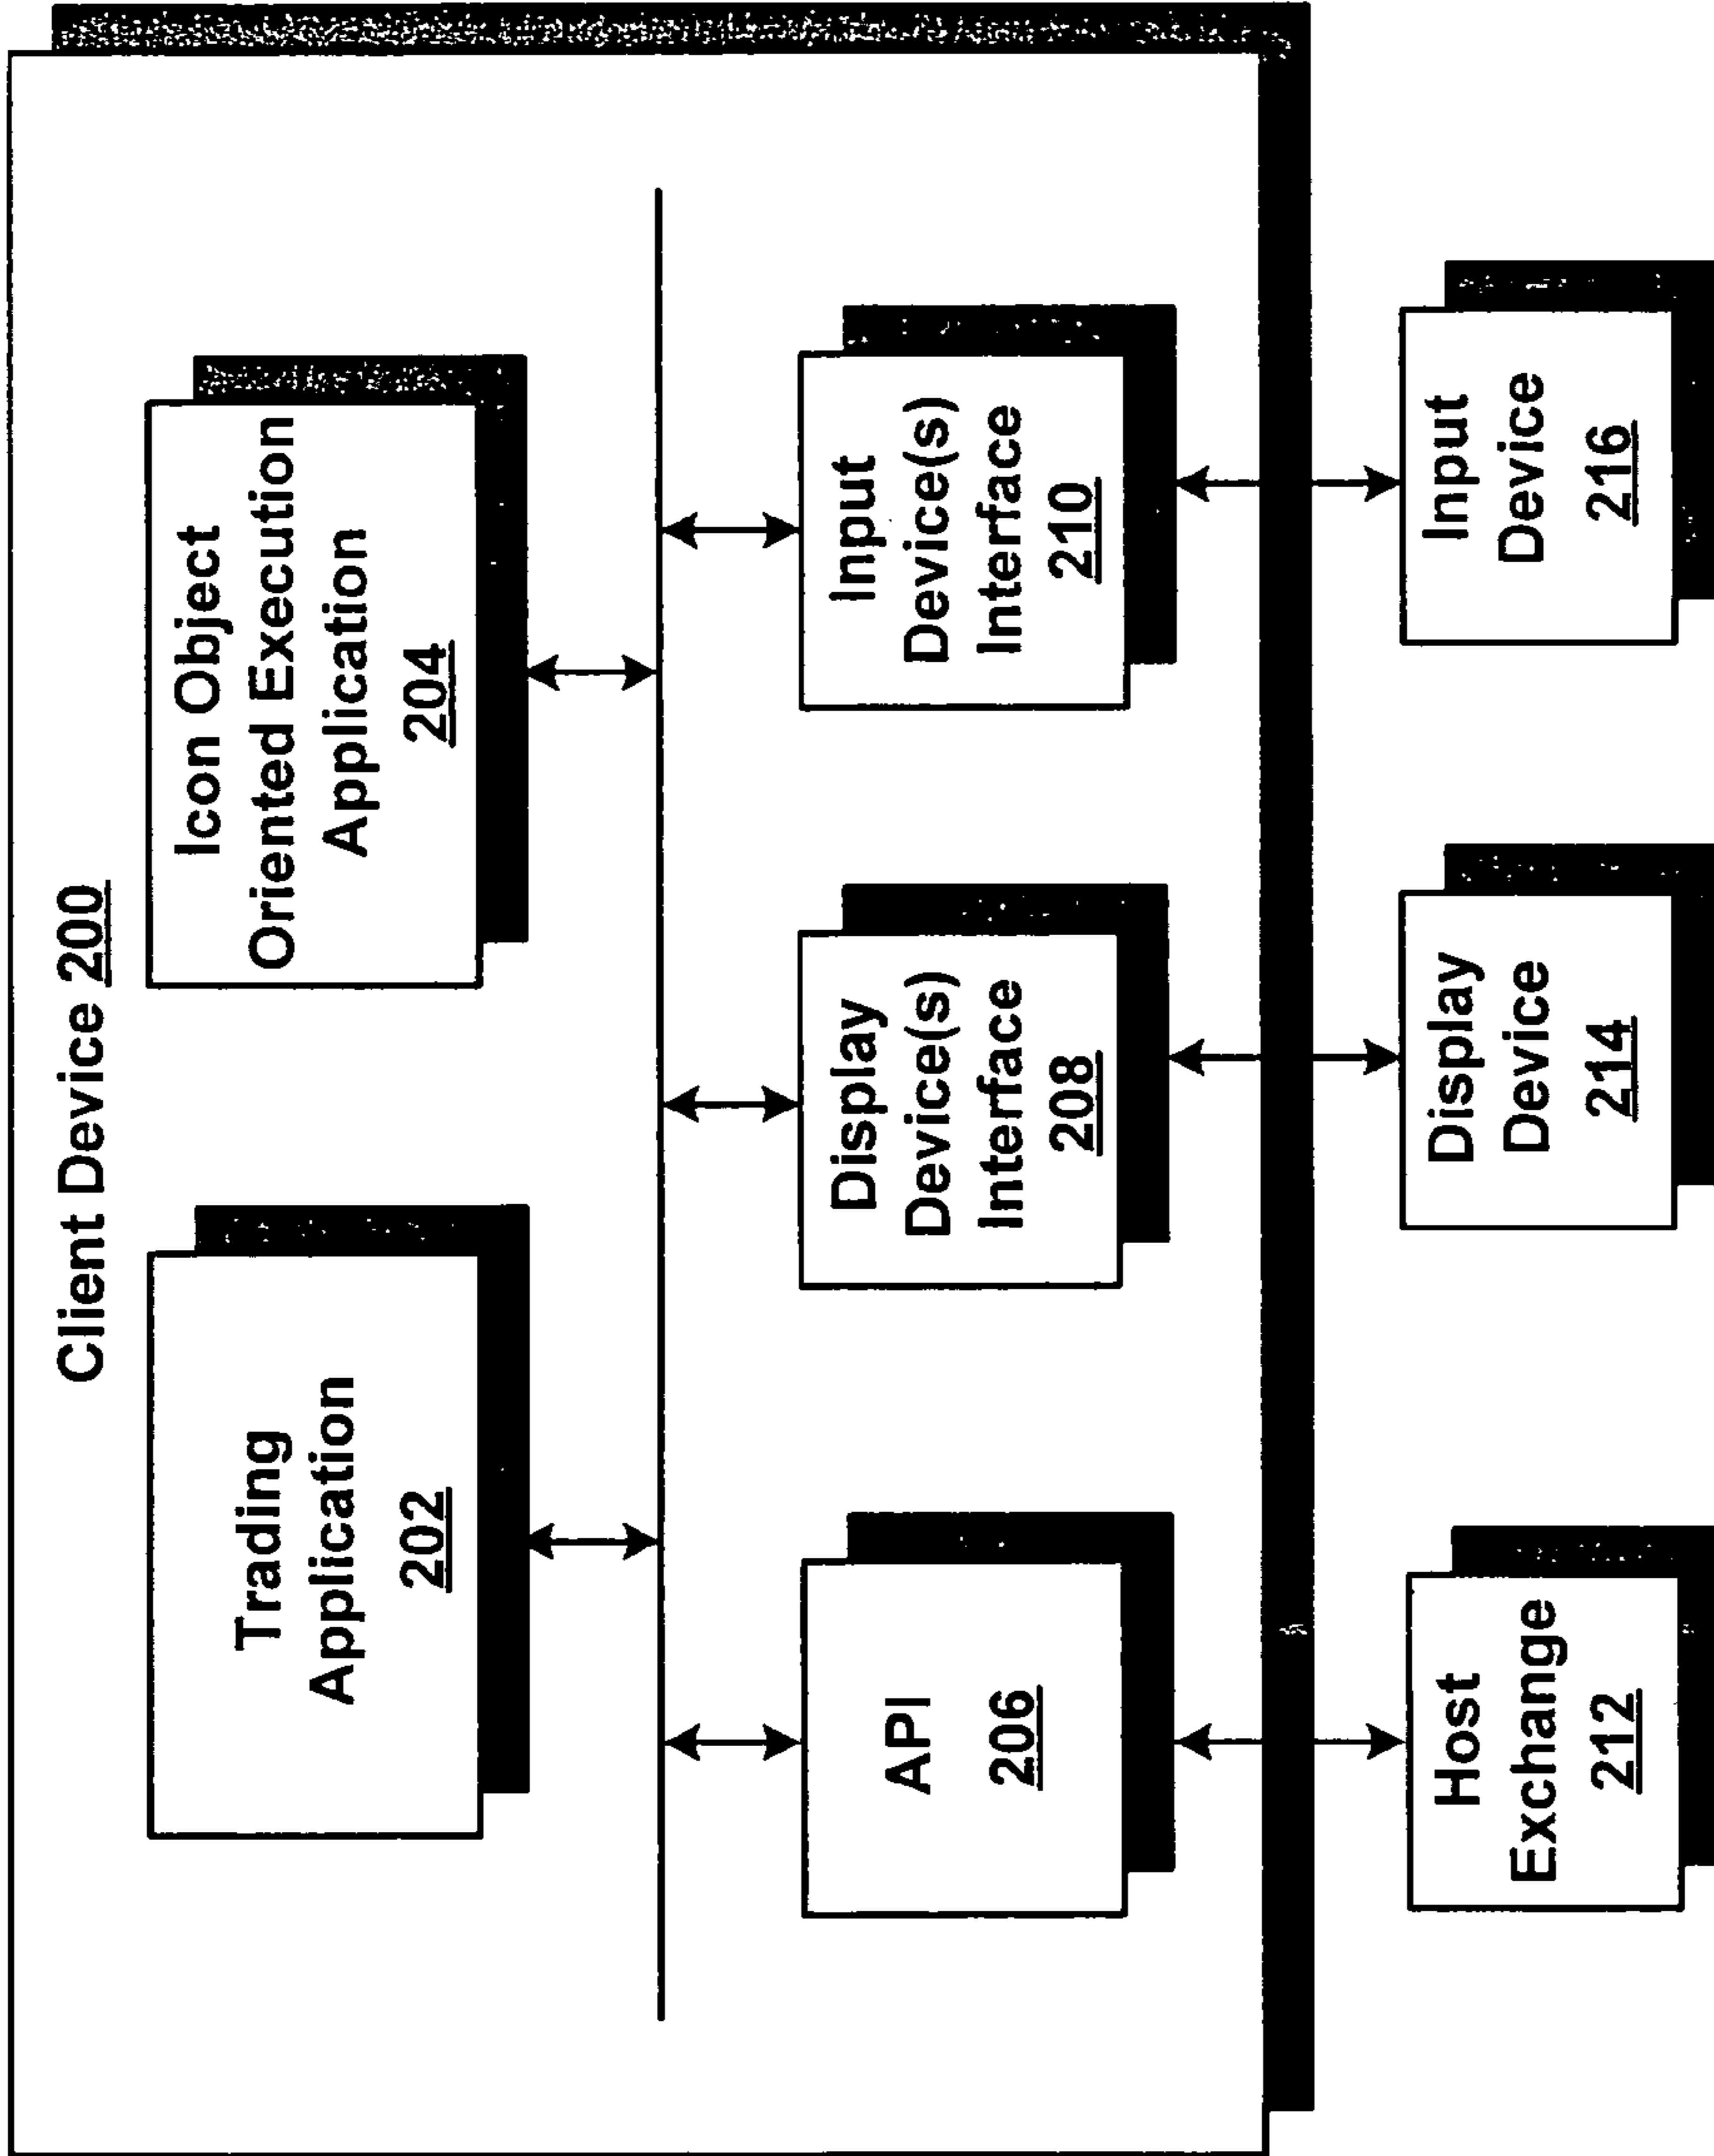 Client Device 200
Trading
Application
202
Icon Object
Oriented Execution
Application
204
API
206
Display
Device(s)
Interface
208
Input
Device(s)
Interface
210
Host
Exchange
212
Display
Device
214
Input
Device
216